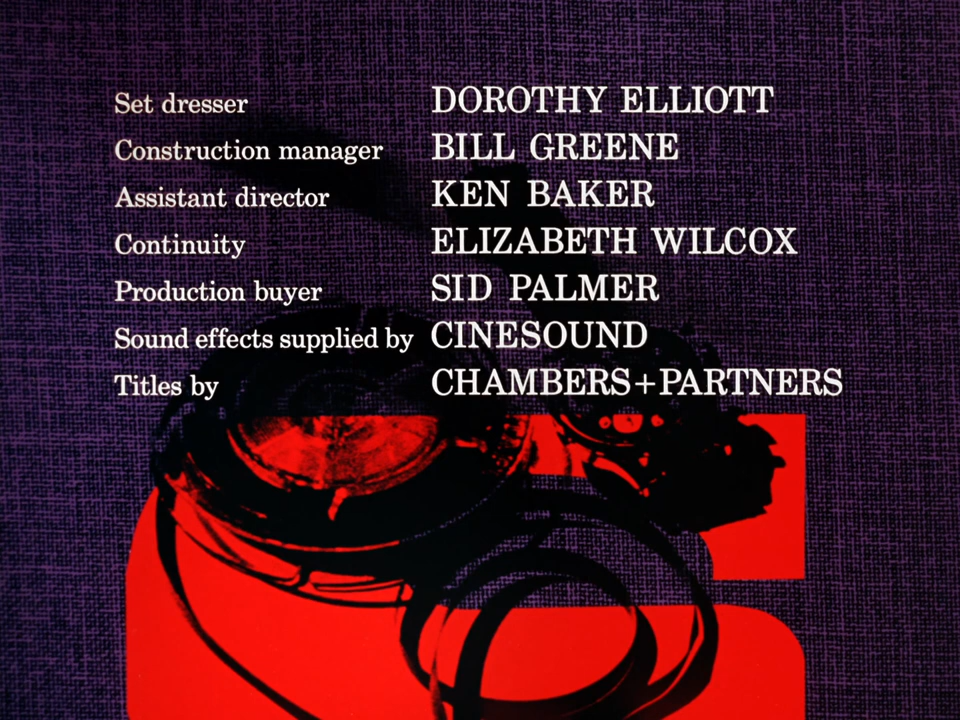 Set dresser DOROTHY ELLIOTT
Construction manager BILL GREENE
Assistant director KEN BAKER
Continuity ELIZABETH WILCOX
Production buyer SID PALMER
Sound effects supplied by CINESOUND
Titles by CHAMBERS+PARTNERS